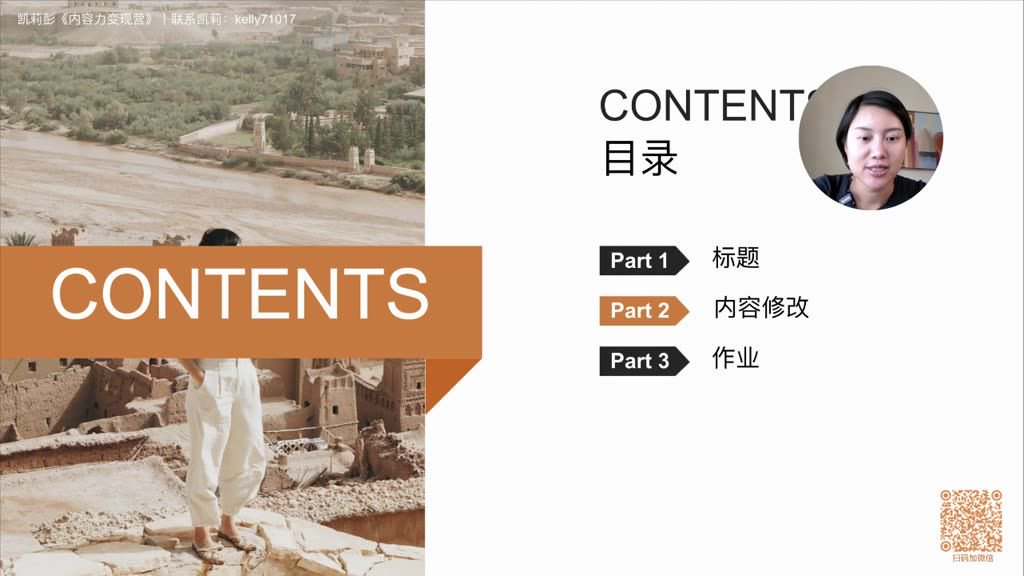 凯莉彭《内容力变现营》｜联系凯莉：kelly71017
CONTENTS
CONTENTS
目录
Part 1 标题
Part 2 内容修改
Part 3 作业
扫码加微信